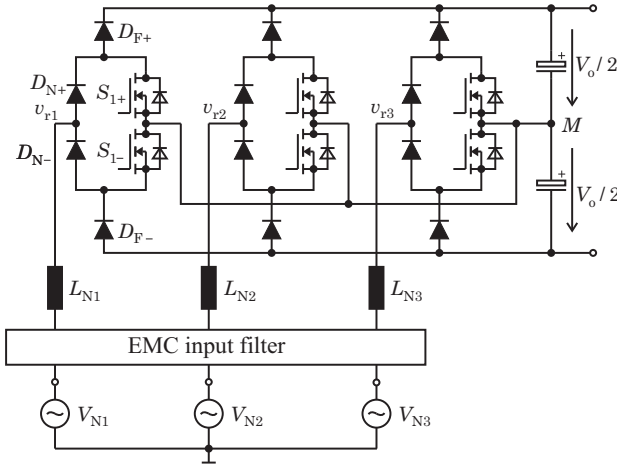 D_F+
V_o/2
D_N+
S_1+
v_r1
v_r2
v_r3
M
D_N−
S_1−
V_o/2
D_F−
L_N1
L_N2
L_N3
EMC input filter
V_N1
V_N2
V_N3
+
+